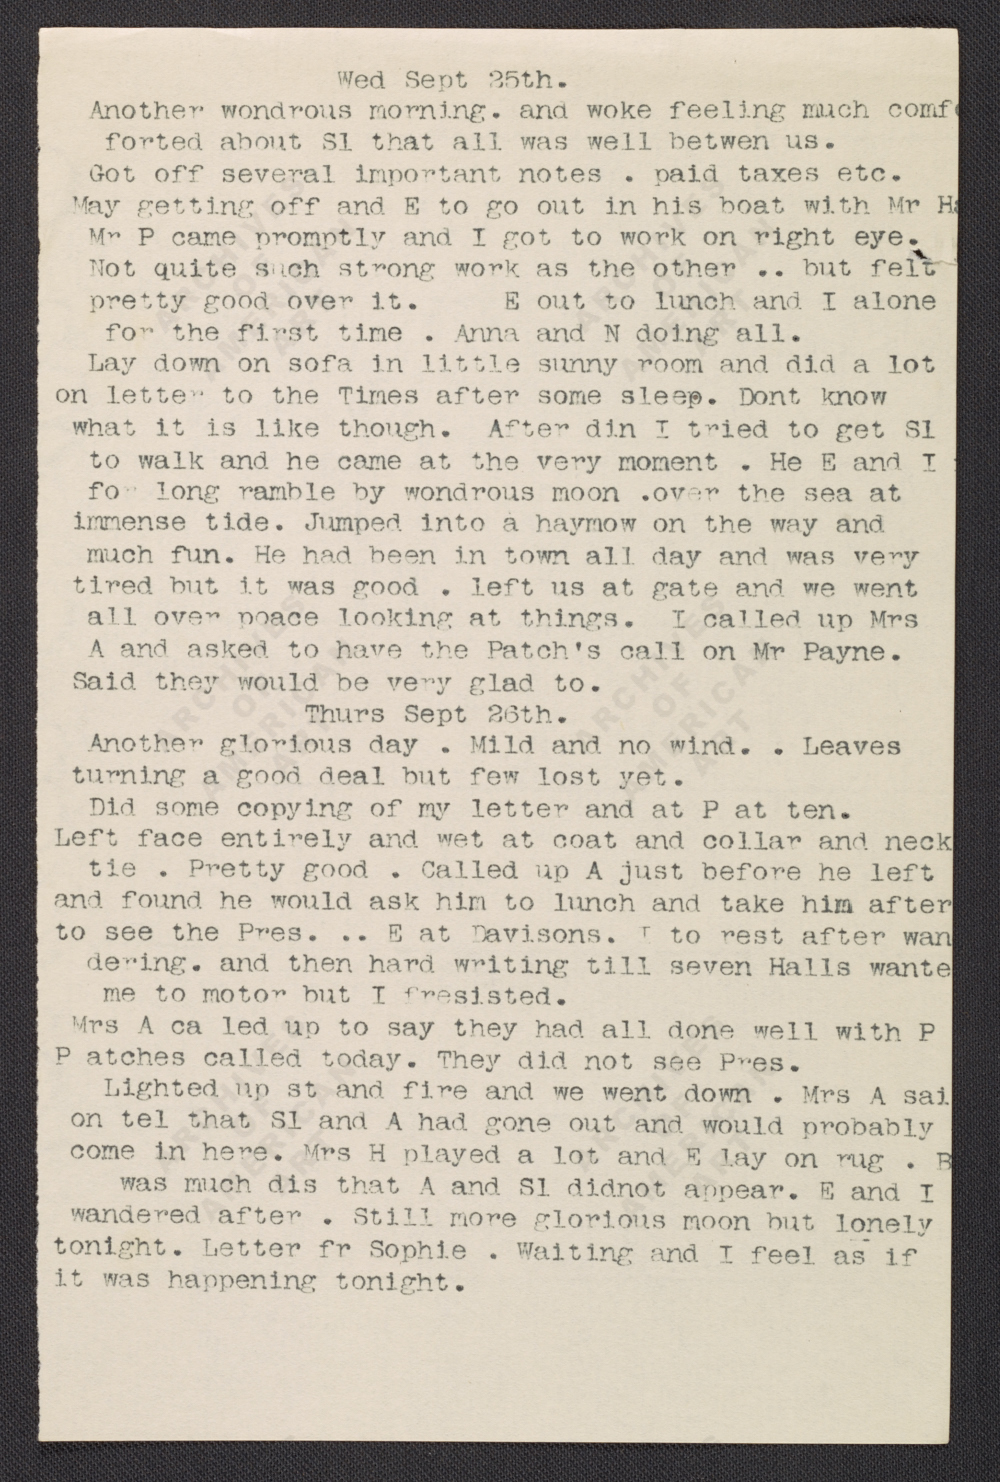 Wed Sept 25th.
Another wondrous morning. and woke feeling much comf
forted about Sl that all was well betwen us.
Got off several important notes . paid taxes etc.
May getting off and E to go out in his boat with Mr Ha
Mr P came promptly and I got to work on right eye.
Not quite such strong work as the other .. but felt
pretty good over it. E out to lunch and I alone
for the first time . Anna and N doing all.
Lay down on sofa in little sunny room and did a lot
on letter to the Times after some sleep. Dont know
what it is like though. After din I tried to get Sl
to walk and he came at the very moment . He E and I
for long ramble by wondrous moon .over the sea at
immense tide. Jumped into a haymow on the way and
much fun. He had been in town all day and was very
tired but it was good . left us at gate and we went
all over poace looking at things. I called up Mrs
A and asked to have the Patch's call on Mr Payne.
Said they would be very glad to.
Thurs Sept 26th.
Another glorious day . Mild and no wind. . Leaves
turning a good deal but few lost yet.
Did some copying of my letter and at P at ten.
Left face entirely and wet at coat and collar and neck
tie . Pretty good . Called up A just before he left
and found he would ask him to lunch and take him after
to see the Pres. .. E at Davisons. I to rest after wan
dering. and then hard writing till seven Halls wante
me to motor but I fresisted.
Mrs A ca led up to say they had all done well with P
P atches called today. They did not see Pres.
Lighted up st and fire and we went down . Mrs A sai
on tel that Sl and A had gone out and would probably
come in here. Mrs H played a lot and E lay on rug . B
was much dis that A and Sl didnot appear. E and I
wandered after . Still more glorious moon but lonely
tonight. Letter fr Sophie . Waiting and I feel as if
it was happening tonight.